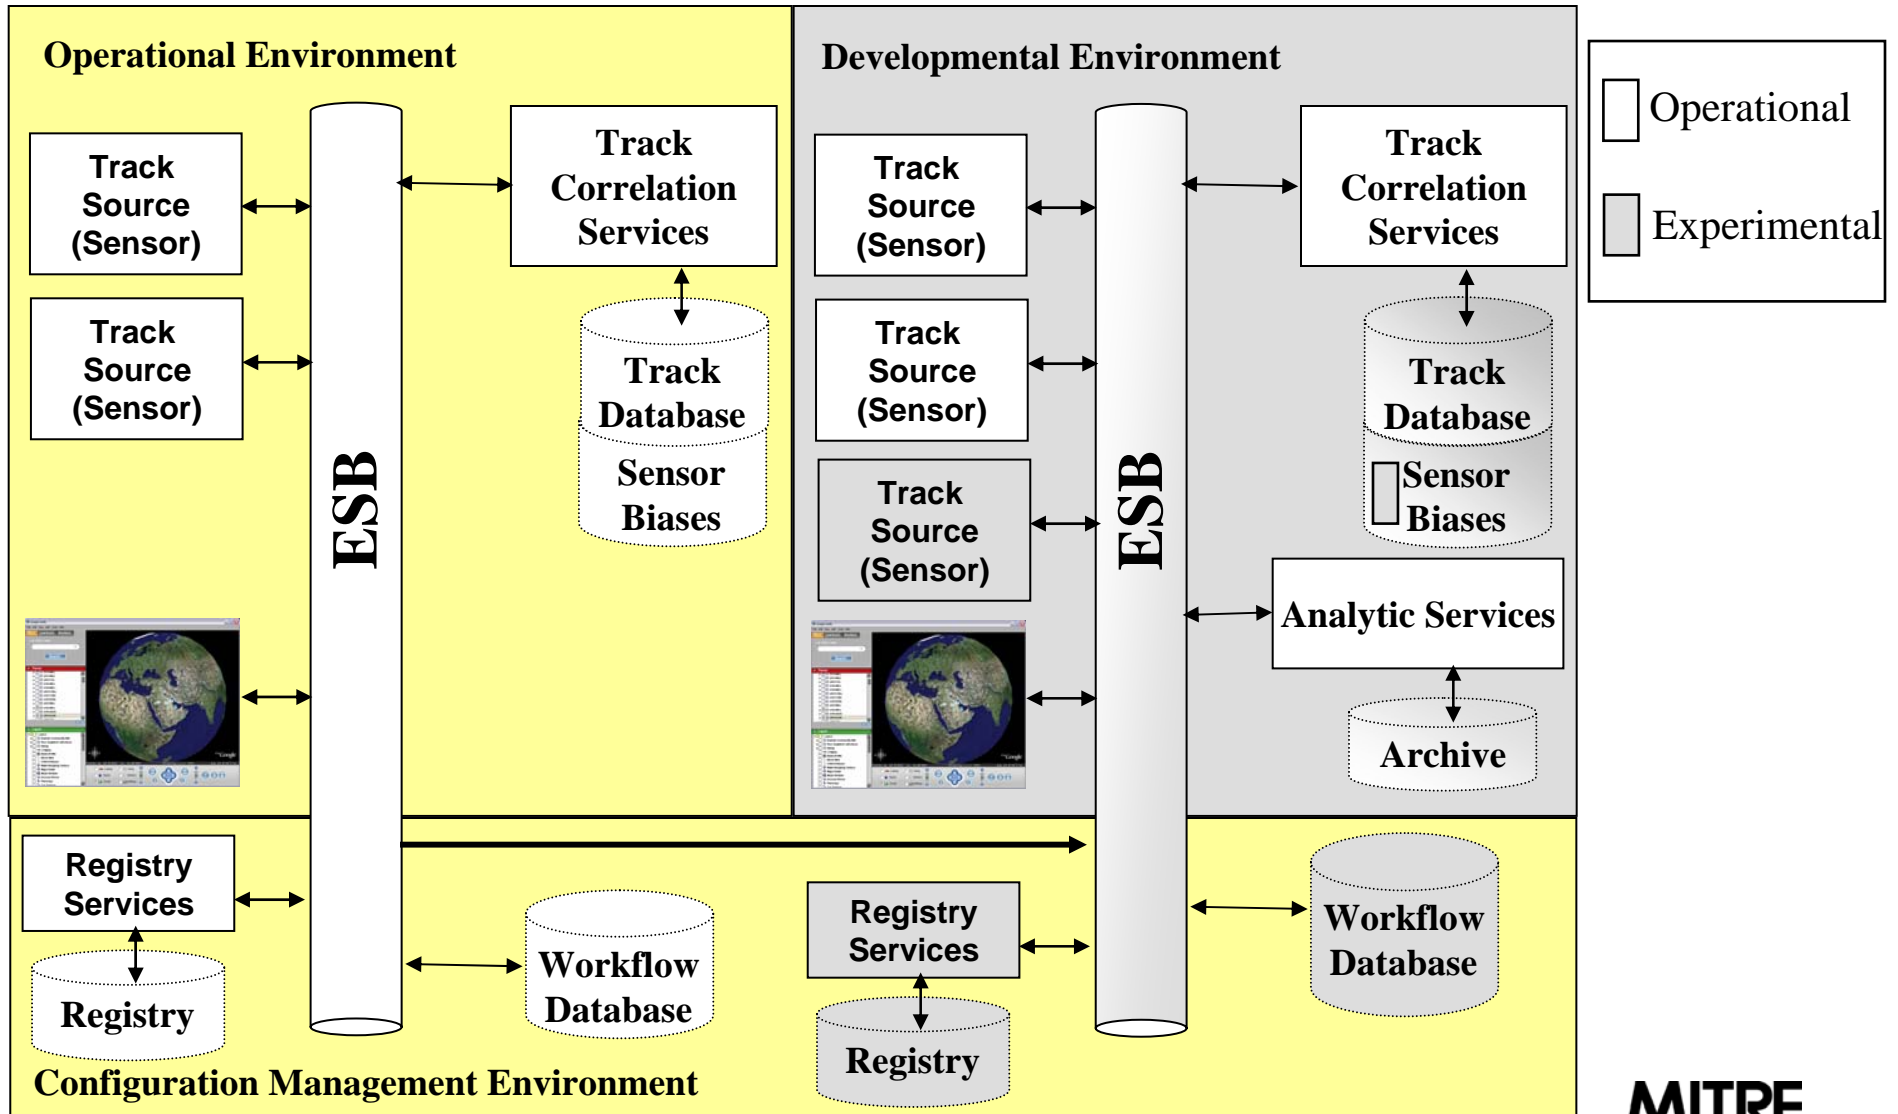 Operational Environment
Track
Source
(Sensor)
Track
Source
(Sensor)
ESB
Track
Correlation
Services
Track
Database
Sensor
Biases
Developmental Environment
Track
Source
(Sensor)
Track
Source
(Sensor)
Track
Source
(Sensor)
ESB
Track
Correlation
Services
Track
Database
Sensor
Biases
Analytic Services
Archive
Operational
Experimental
Registry
Services
Registry
Workflow
Database
Registry
Services
Registry
Workflow
Database
Configuration Management Environment
MITRE